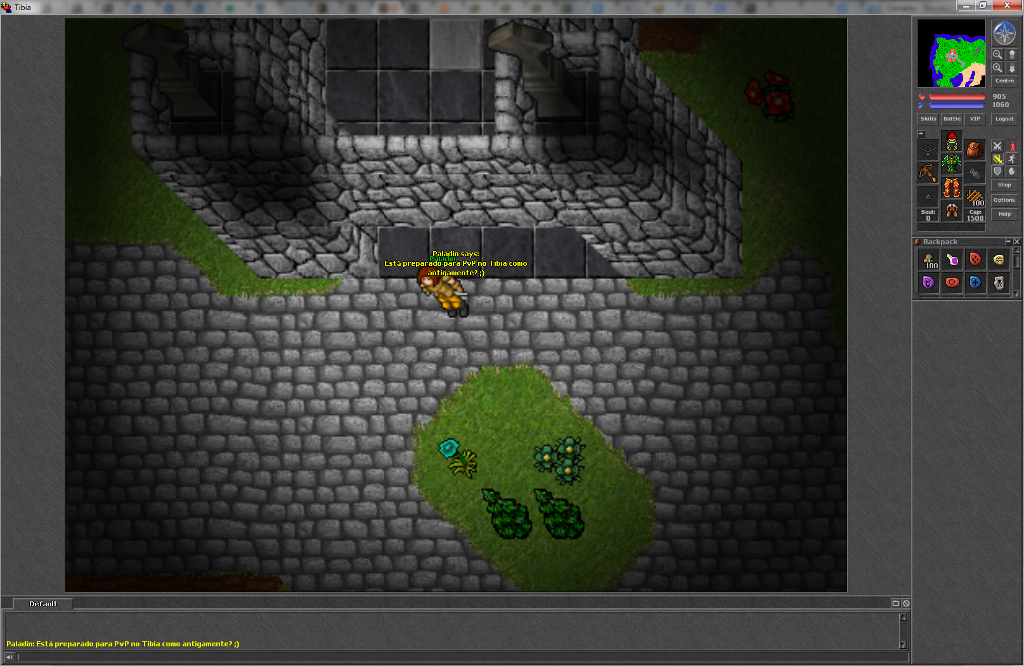 Tibia
Centre
905
1060
Skills Battle VIP Logout
Stop
Options
Help
Soul:
0
100
Cap:
1508
Backpack
100
Paladin says:
Está preparado para PvP no Tibia como
antigamente? ;)
Default
Paladin: Está preparado para PvP no Tibia como antigamente? ;)